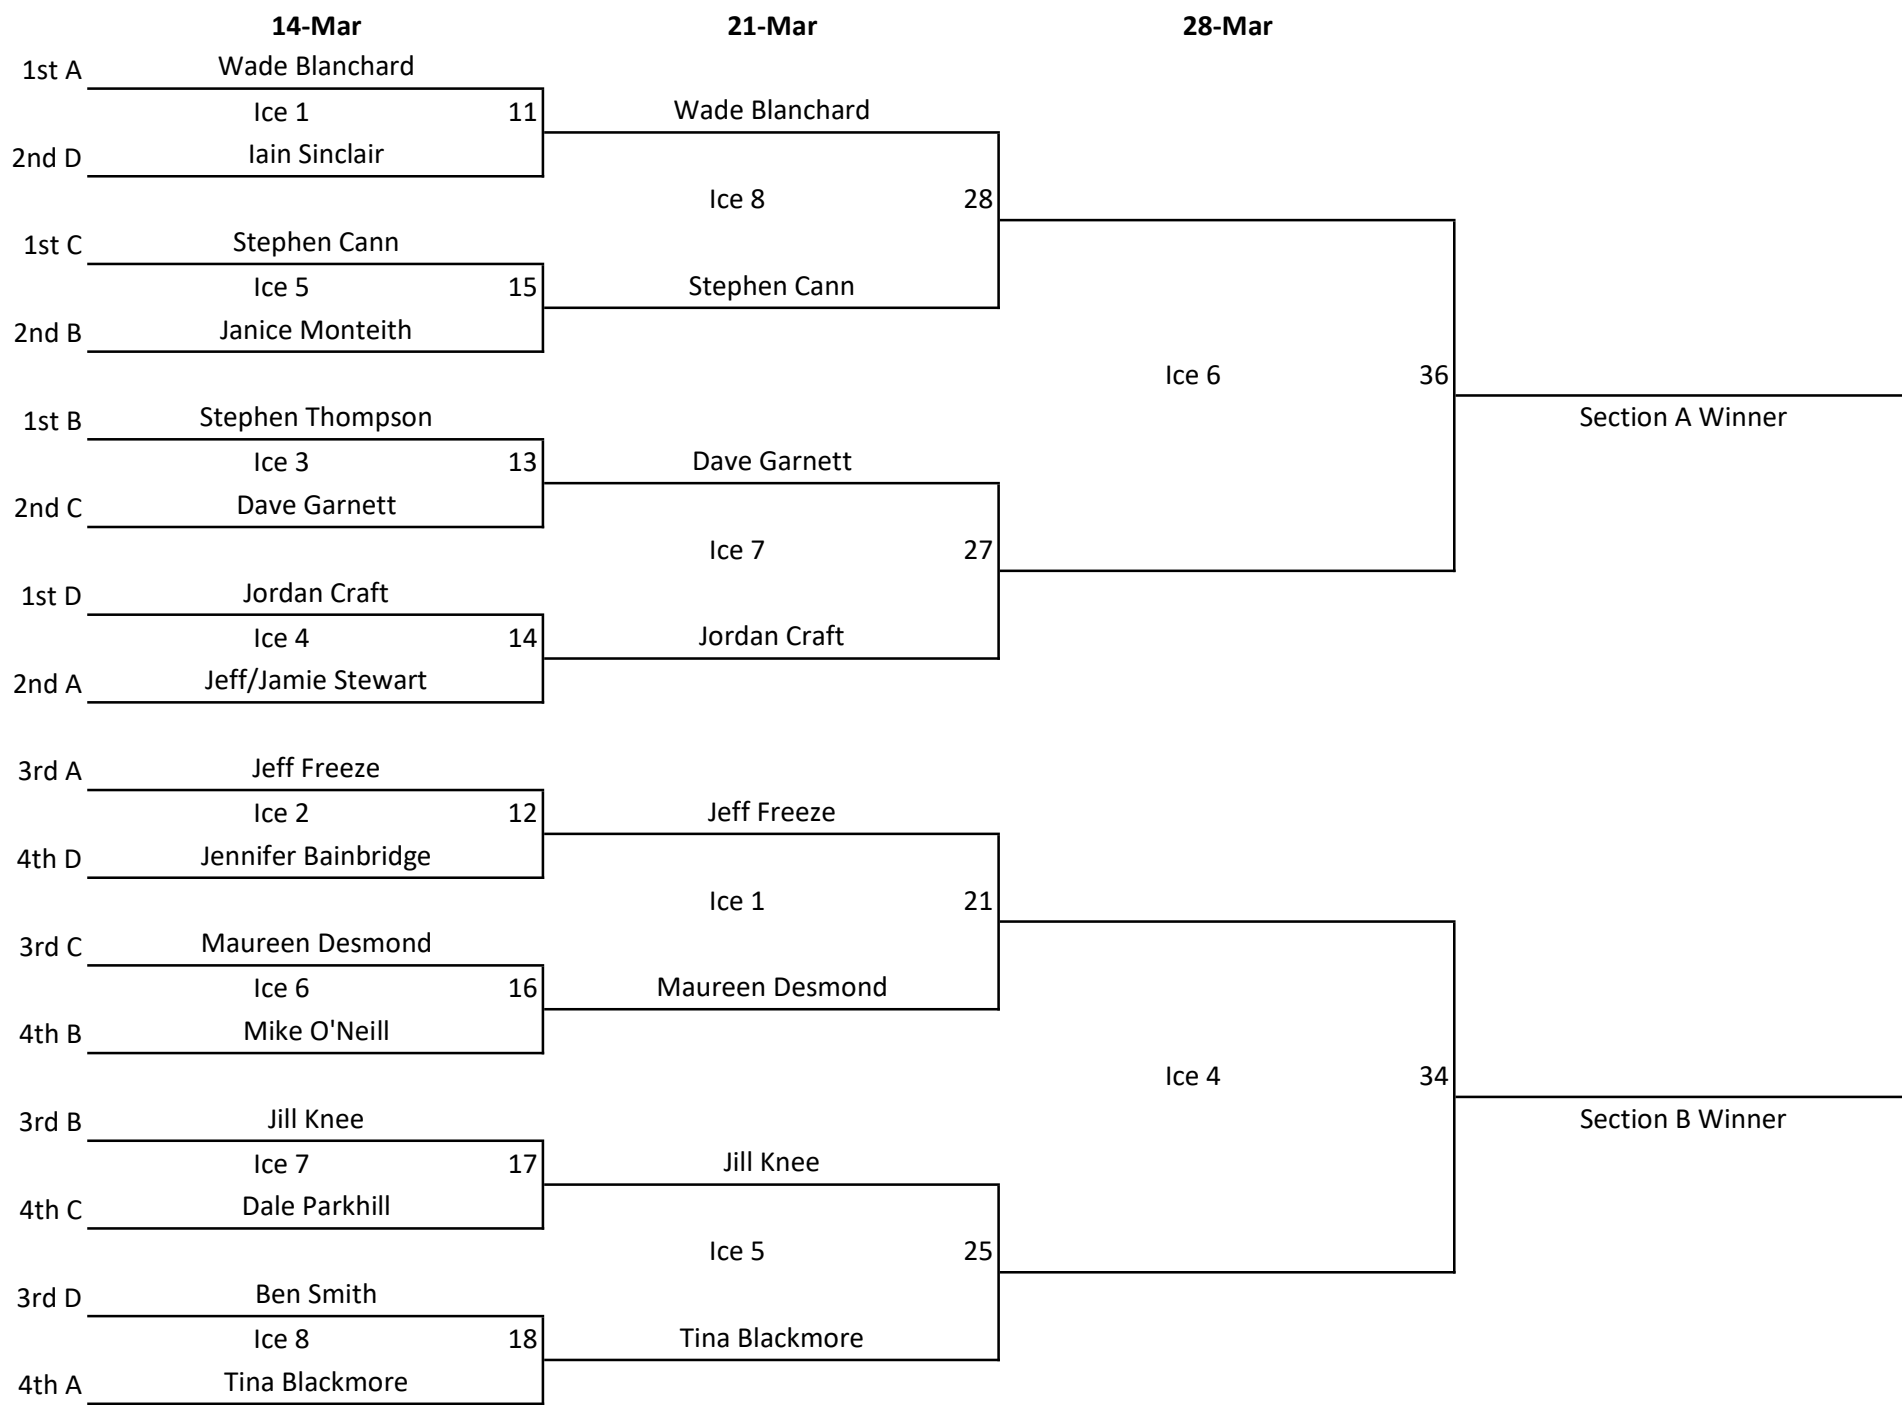 14-Mar 21-Mar 28-Mar
1st A Wade Blanchard
Ice 1 11 Wade Blanchard
2nd D Iain Sinclair
Ice 8 28
1st C Stephen Cann
Ice 5 15 Stephen Cann
2nd B Janice Monteith
Ice 6 36
1st B Stephen Thompson Section A Winner
Ice 3 13 Dave Garnett
2nd C Dave Garnett
Ice 7 27
1st D Jordan Craft
Ice 4 14 Jordan Craft
2nd A Jeff/Jamie Stewart
3rd A Jeff Freeze
Ice 2 12 Jeff Freeze
4th D Jennifer Bainbridge
Ice 1 21
3rd C Maureen Desmond
Ice 6 16 Maureen Desmond
4th B Mike O'Neill
Ice 4 34
3rd B Jill Knee Section B Winner
Ice 7 17 Jill Knee
4th C Dale Parkhill
Ice 5 25
3rd D Ben Smith
Ice 8 18 Tina Blackmore
4th A Tina Blackmore